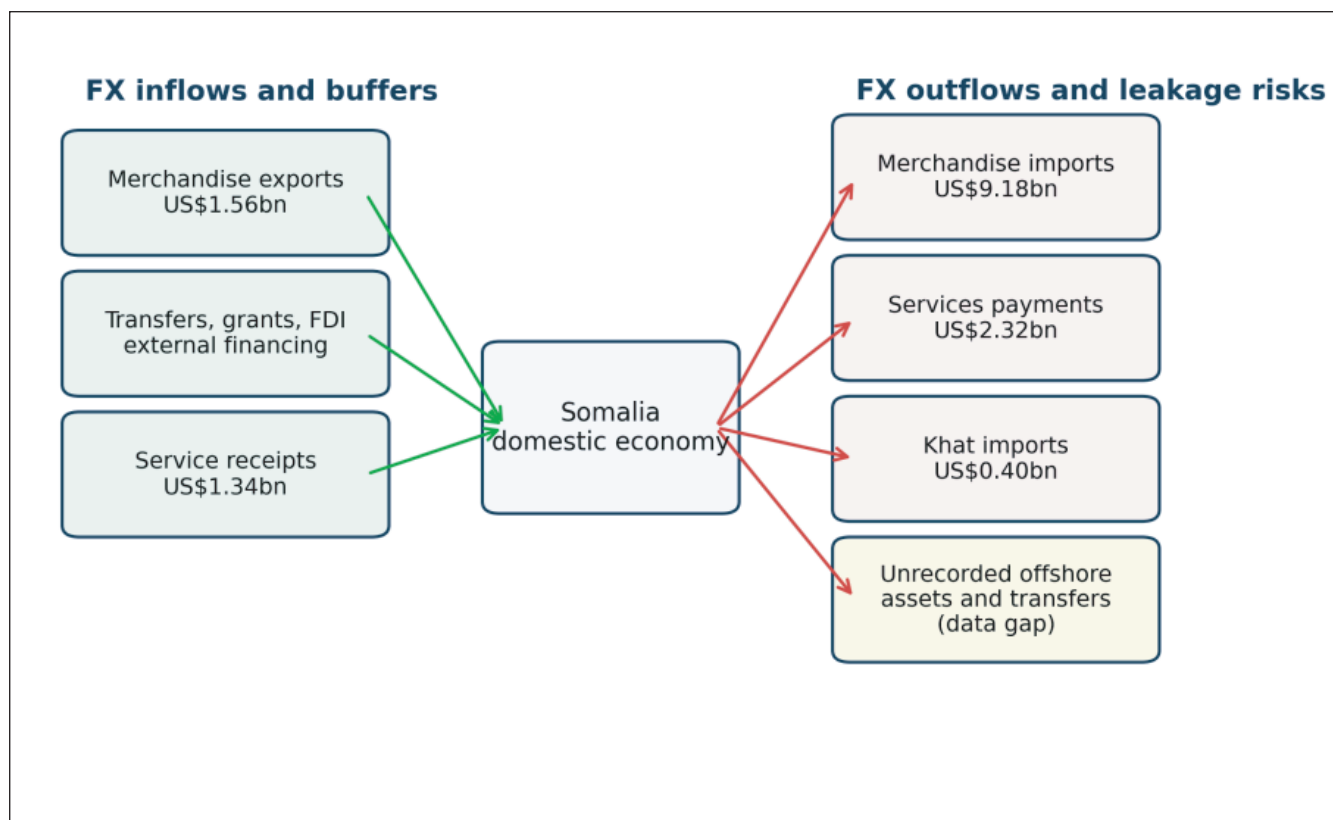 FX inflows and buffers
Merchandise exports
US$1.56bn
Transfers, grants, FDI
external financing
Service receipts
US$1.34bn
Somalia
domestic economy
FX outflows and leakage risks
Merchandise imports
US$9.18bn
Services payments
US$2.32bn
Khat imports
US$0.40bn
Unrecorded offshore
assets and transfers
(data gap)